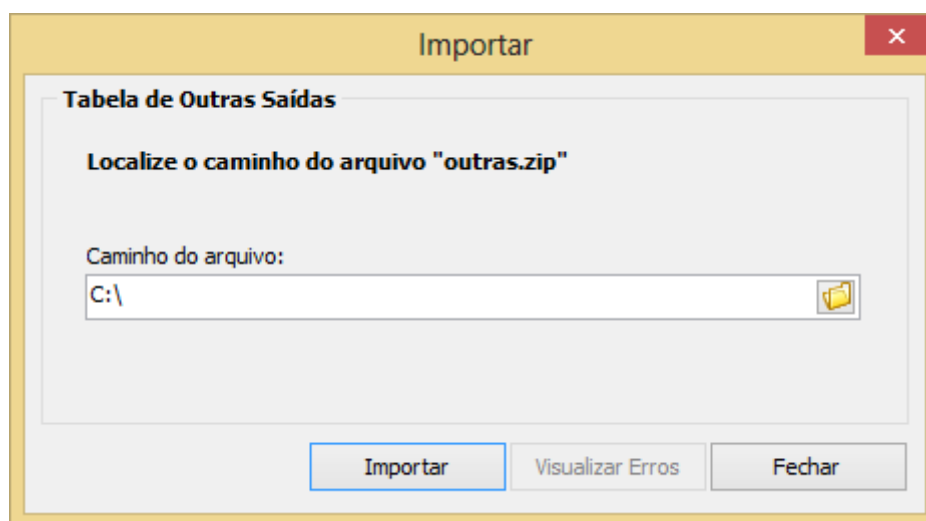 Importar
Tabela de Outras Saídas
Localize o caminho do arquivo "outras.zip"
Caminho do arquivo:
C:\
Importar Visualizar Erros Fechar